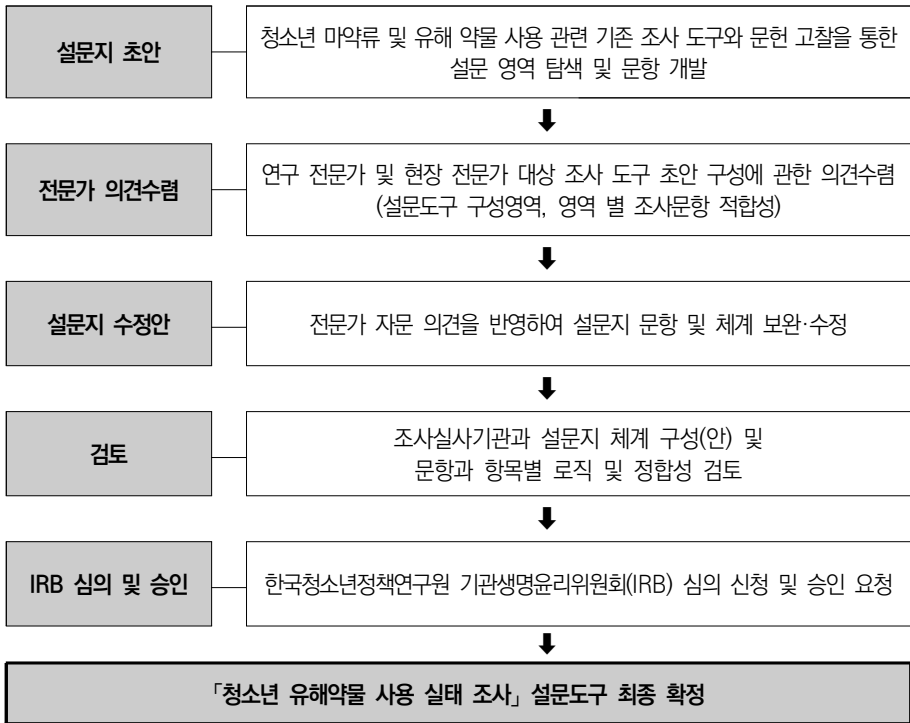 설문지 초안
청소년 마약류 및 유해 약물 사용 관련 기존 조사 도구와 문헌 고찰을 통한
설문 영역 탐색 및 문항 개발
전문가 의견수렴
연구 전문가 및 현장 전문가 대상 조사 도구 초안 구성에 관한 의견수렴
(설문도구 구성영역, 영역 별 조사문항 적합성)
설문지 수정안
전문가 자문 의견을 반영하여 설문지 문항 및 체계 보완·수정
검토
조사실사기관과 설문지 체계 구성(안) 및
문항과 항목별 로직 및 정합성 검토
IRB 심의 및 승인
한국청소년정책연구원 기관생명윤리위원회(IRB) 심의 신청 및 승인 요청
「청소년 유해약물 사용 실태 조사」 설문도구 최종 확정